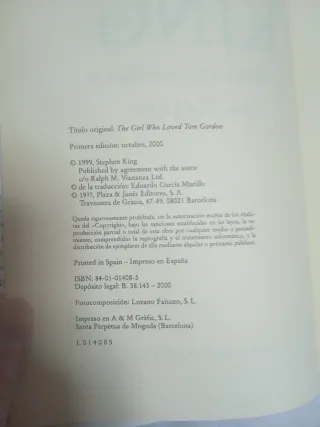 Título original: The Girl Who Loved Tom Gordon
Primera edición: octubre, 2000
© 1999, Stephen King
Published by agreement with the autor
c/o Ralph M. Vicinanza Ltd.
© de la traducción: Eduardo García Murillo
© 1999, Plaza & Janés Editores, S. A.
Travessera de Gràcia, 47-49. 08021 Barcelona
Queda rigurosamente prohibida, sin la autorización escrita de los titula-
res del «Copyright», bajo las sanciones establecidas en las leyes, la re-
producción parcial o total de esta obra por cualquier medio o procedi-
miento, comprendidos la reprografía y el tratamiento informático, y la
distribución de ejemplares de ella mediante alquiler o préstamo públicos.
Printed in Spain – Impreso en España
ISBN: 84-01-01408-5
Depósito legal: B. 38.143 - 2000
Fotocomposición: Lozano Faisano, S. L.
Impreso en A & M Gràfic, S. L.
Santa Perpetua de Mogoda (Barcelona)
L 014085